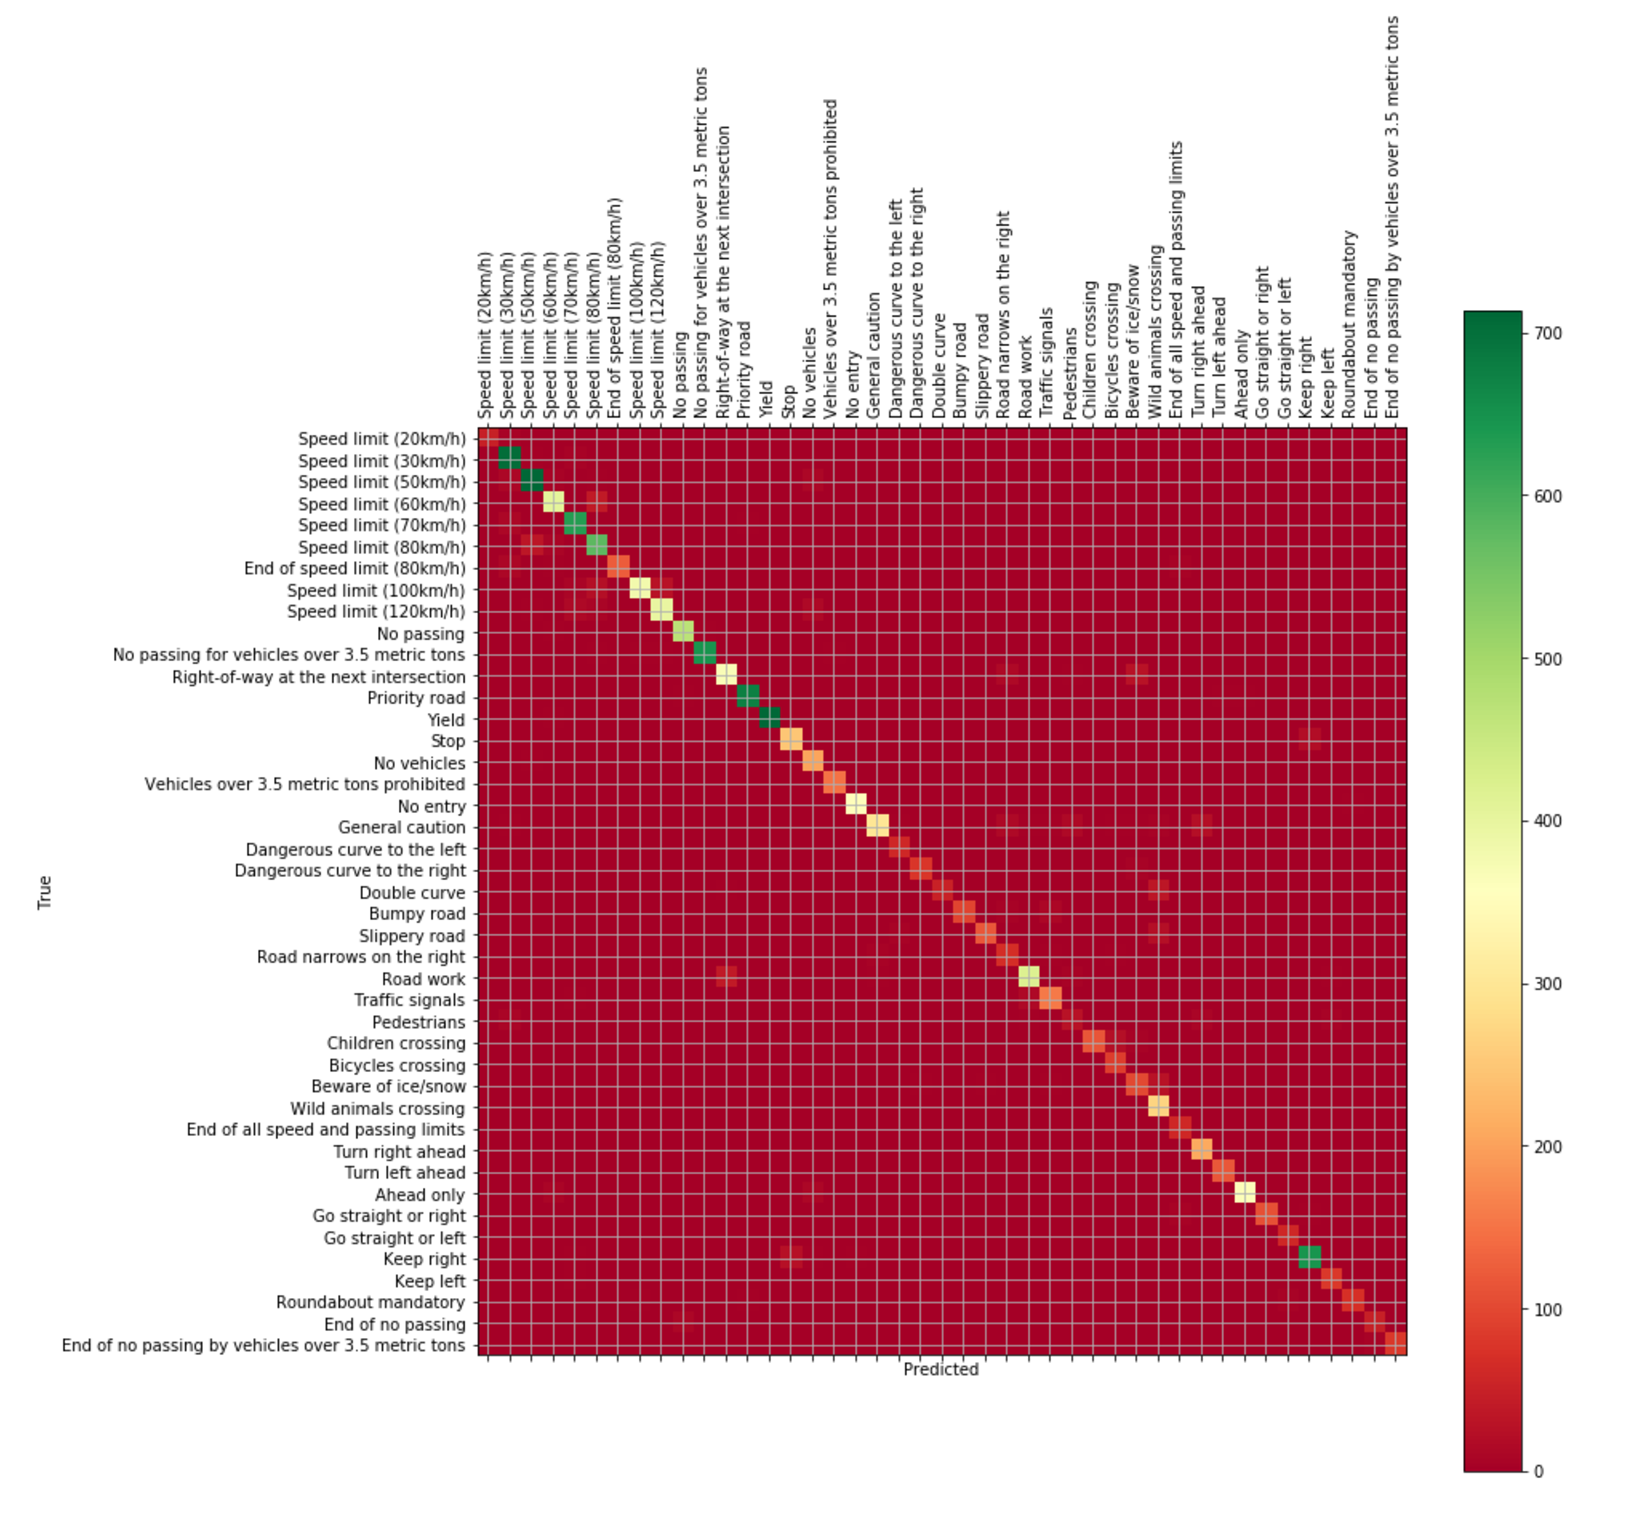 Speed limit (20km/h)
Speed limit (30km/h)
Speed limit (50km/h)
Speed limit (60km/h)
Speed limit (70km/h)
Speed limit (80km/h)
End of speed limit (80km/h)
Speed limit (100km/h)
Speed limit (120km/h)
No passing
No passing for vehicles over 3.5 metric tons
Right-of-way at the next intersection
Priority road
Yield
Stop
No vehicles
Vehicles over 3.5 metric tons prohibited
No entry
General caution
Dangerous curve to the left
Dangerous curve to the right
Double curve
Bumpy road
Slippery road
Road narrows on the right
Road work
Traffic signals
Pedestrians
Children crossing
Bicycles crossing
Beware of ice/snow
Wild animals crossing
End of all speed and passing limits
Turn right ahead
Turn left ahead
Ahead only
Go straight or right
Go straight or left
Keep right
Keep left
Roundabout mandatory
End of no passing
End of no passing by vehicles over 3.5 metric tons
True
Speed limit (20km/h)
Speed limit (30km/h)
Speed limit (50km/h)
Speed limit (60km/h)
Speed limit (70km/h)
Speed limit (80km/h)
End of speed limit (80km/h)
Speed limit (100km/h)
Speed limit (120km/h)
No passing
No passing for vehicles over 3.5 metric tons
Right-of-way at the next intersection
Priority road
Yield
Stop
No vehicles
Vehicles over 3.5 metric tons prohibited
No entry
General caution
Dangerous curve to the left
Dangerous curve to the right
Double curve
Bumpy road
Slippery road
Road narrows on the right
Road work
Traffic signals
Pedestrians
Children crossing
Bicycles crossing
Beware of ice/snow
Wild animals crossing
End of all speed and passing limits
Turn right ahead
Turn left ahead
Ahead only
Go straight or right
Go straight or left
Keep right
Keep left
Roundabout mandatory
End of no passing
End of no passing by vehicles over 3.5 metric tons
Predicted
700
600
500
400
300
200
100
0